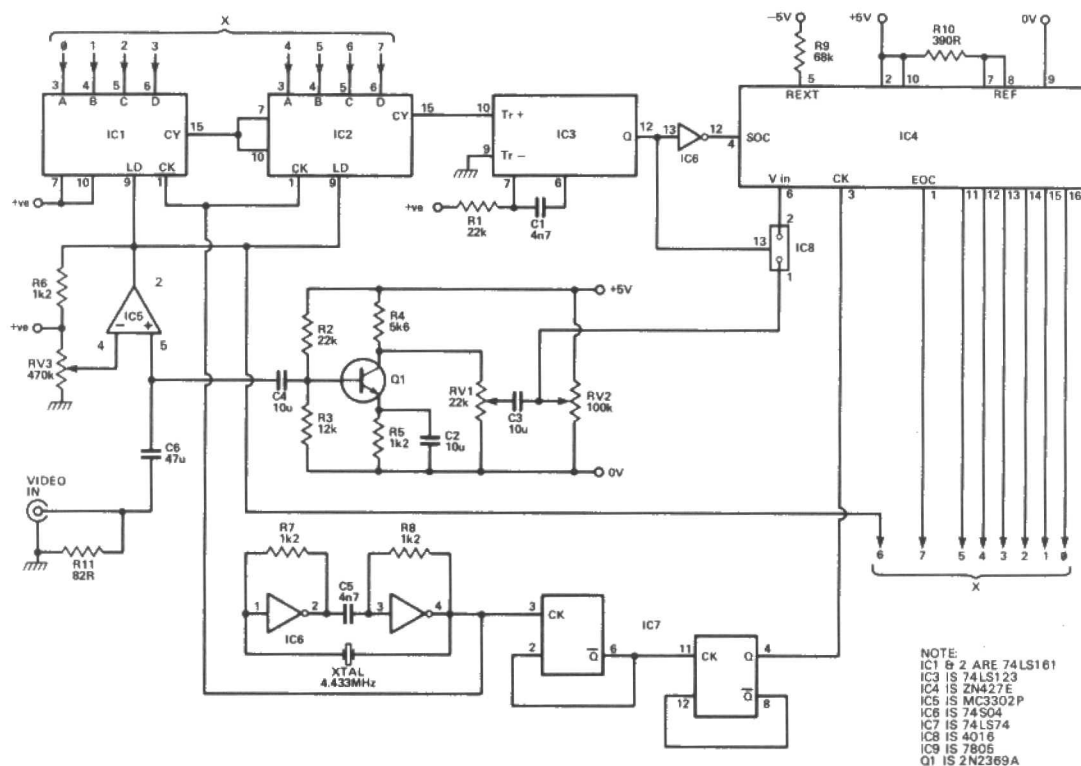 X
0 1 2 3
4 5 6 7
3 4 5 6
A B C D
IC1
CY 15
LD CK
7 10 9 1
+ve
3 4 5 6
A B C D
7
10
IC2
CY 15
CK LD
1 9
10 Tr +
9 Tr –
IC3
Q 12
7 6
+ve
R1
22k
C1
4n7
13 12
IC6
–5V
+5V
0V
R9
68k
R10
390R
5 2 10 7 8 9
REXT REF
4 SOC
IC4
V in CK EOC
6 3 1 11 12 13 14 15 16
2
13 IC8
1
R6
1k2
+ve
RV3
470k
2
IC5
– +
4 5
C6
47u
VIDEO
IN
R11
82R
C4
10u
R2
22k
R3
12k
R4
5k6
Q1
R5
1k2
C2
10u
RV1
22k
C3
10u
RV2
100k
+5V
0V
R7
1k2
R8
1k2
1 2
C5
4n7
3 4
IC6
XTAL
4.433MHz
3 CK
2
Q 6
IC7
11 CK Q 4
12 Q 8
6 7 5 4 3 2 1 0
X
NOTE:
IC1 & 2 ARE 74LS161
IC3 IS 74LS123
IC4 IS ZN427E
IC5 IS MC3302P
IC6 IS 74S04
IC7 IS 74LS74
IC8 IS 4016
IC9 IS 7805
Q1 IS 2N2369A